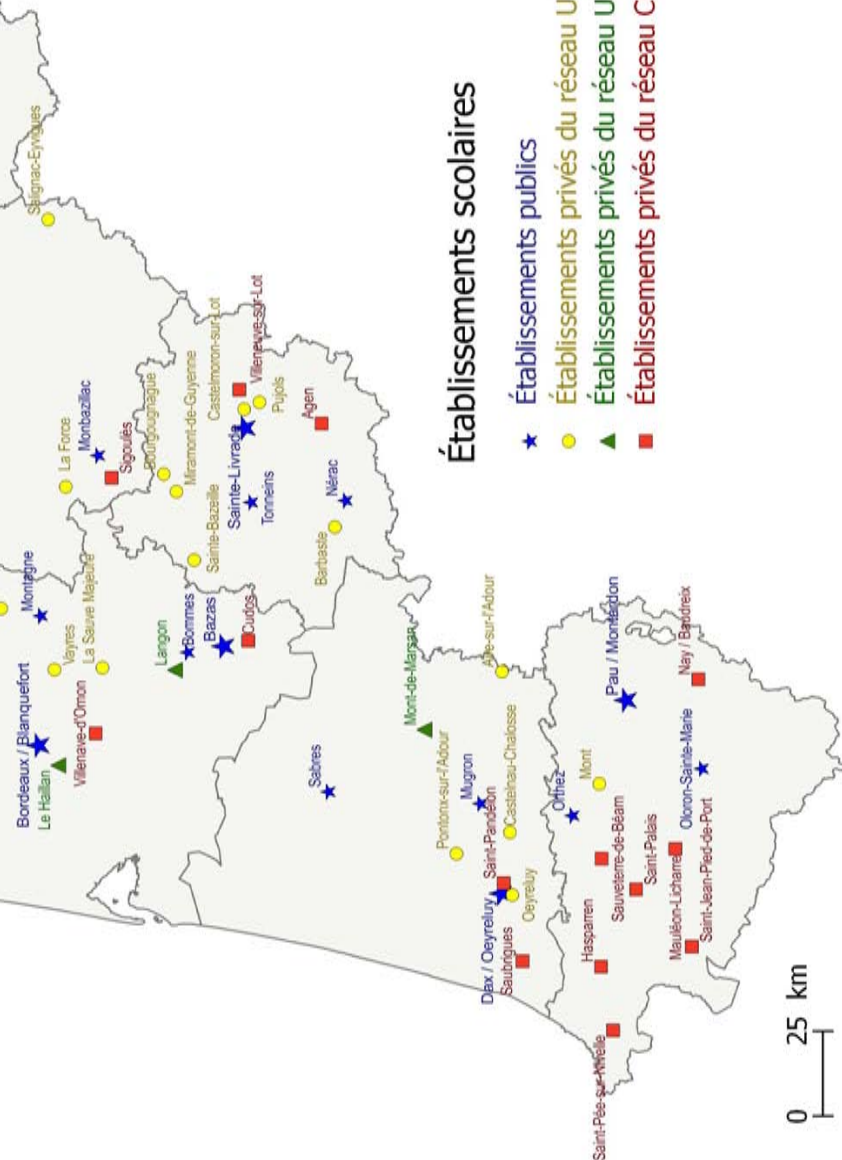 Salignac-Eyvigues
La Force
Monbazillac
Sigoulès
Bourgougnague
Miramont-de-Guyenne
Castelmoron-sur-Lot
Villeneuve-sur-Lot
Pujols
Sainte-Livrade
Tonneins
Agen
Nérac
Barbaste
Sainte-Bazeille
Montagne
Vayres
La Sauve Majeure
Bordeaux / Blanquefort
Le Haillan
Villenave-d'Ornon
Langon
Bommes
Bazas
Cudos
Sabres
Mont-de-Marsan
Aire-sur-l'Adour
Pontonx-sur-l'Adour
Mugron
Castelnau-Chalosse
Saint-Pandelon
Dax / Oeyreluy
Oeyreluy
Saubrigues
Orthez
Mont
Pau / Montardon
Nay / Baudreix
Oloron-Sainte-Marie
Sauveterre-de-Béarn
Saint-Palais
Mauléon-Licharre
Saint-Jean-Pied-de-Port
Hasparren
Saint-Pée-sur-Nivelle
Établissements scolaires
Établissements publics
Établissements privés du réseau U
Établissements privés du réseau U
Établissements privés du réseau C
0 25 km